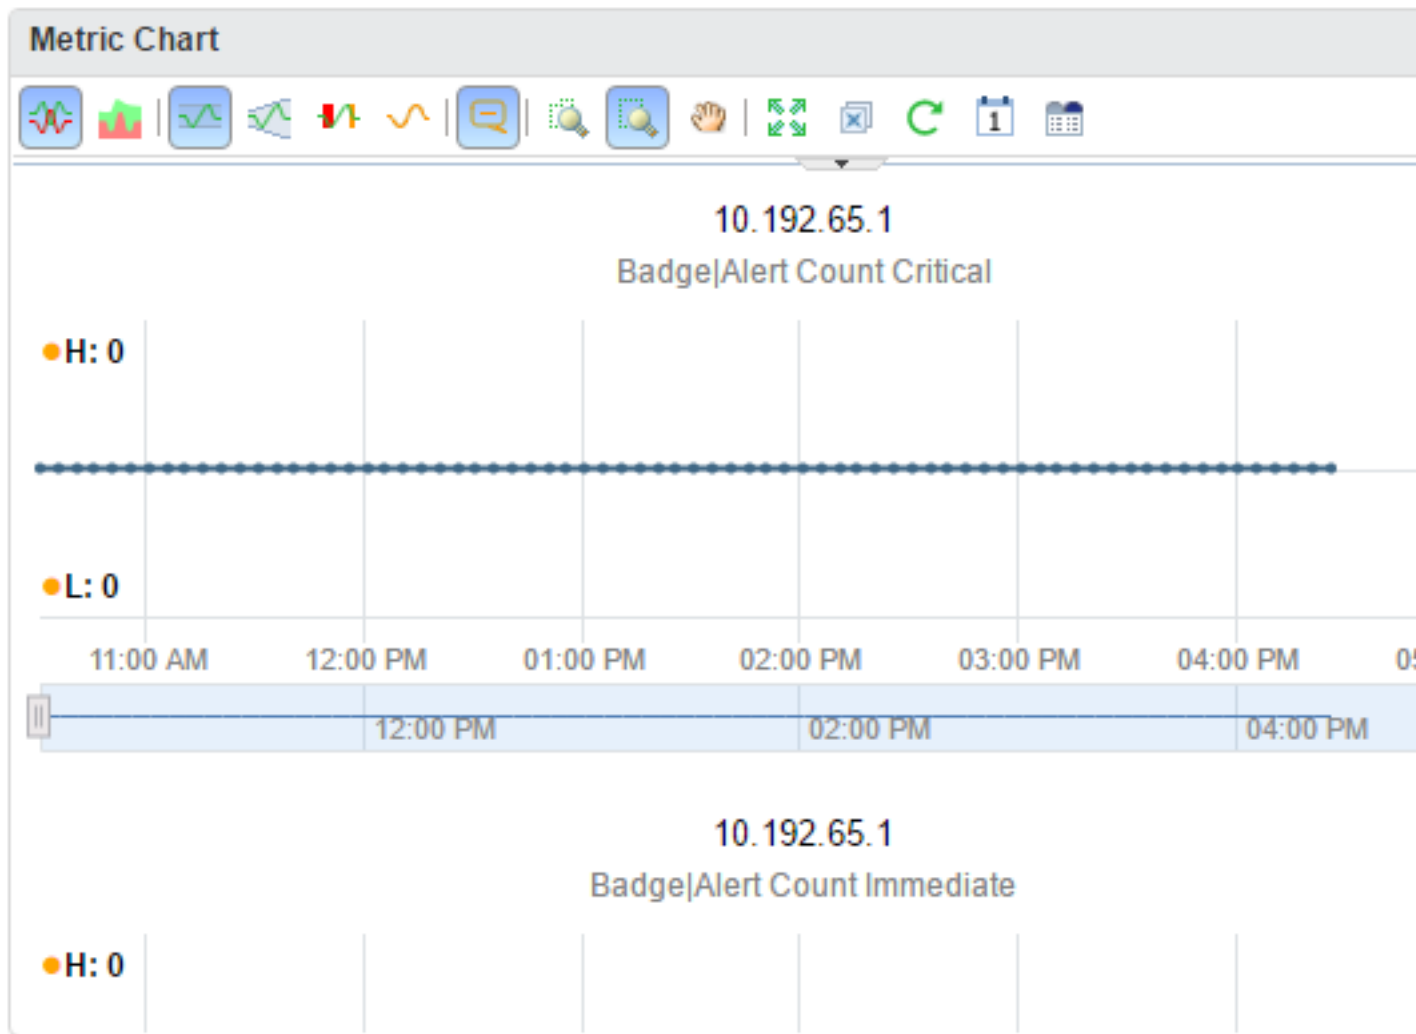 Metric Chart
1
10.192.65.1
Badge|Alert Count Critical
H: 0
L: 0
11:00 AM 12:00 PM 01:00 PM 02:00 PM 03:00 PM 04:00 PM
12:00 PM 02:00 PM 04:00 PM
10.192.65.1
Badge|Alert Count Immediate
H: 0